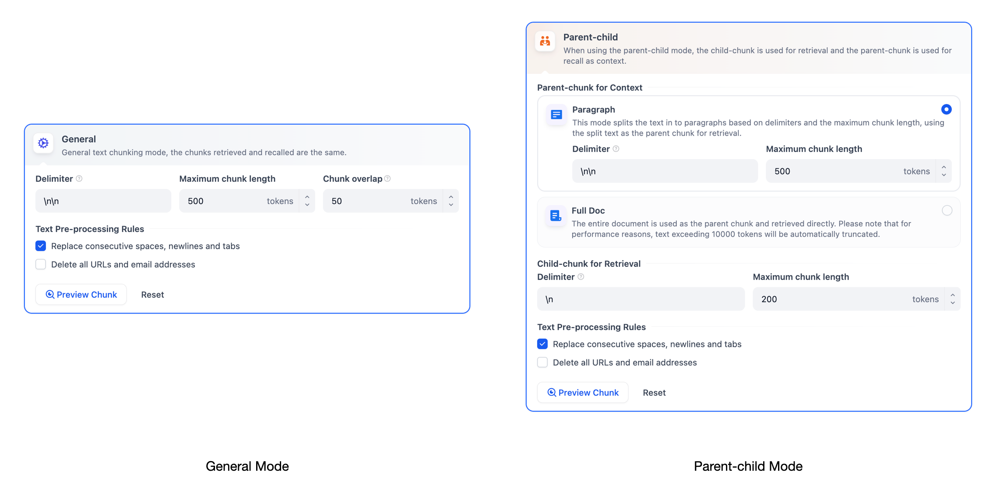 General
General text chunking mode, the chunks retrieved and recalled are the same.
Delimiter Maximum chunk length Chunk overlap
\n\n 500 tokens 50 tokens
Text Pre-processing Rules
Replace consecutive spaces, newlines and tabs
Delete all URLs and email addresses
Preview Chunk Reset
General Mode
Parent-child
When using the parent-child mode, the child-chunk is used for retrieval and the parent-chunk is used for
recall as context.
Parent-chunk for Context
Paragraph
This mode splits the text in to paragraphs based on delimiters and the maximum chunk length, using
the split text as the parent chunk for retrieval.
Delimiter Maximum chunk length
\n\n 500 tokens
Full Doc
The entire document is used as the parent chunk and retrieved directly. Please note that for
performance reasons, text exceeding 10000 tokens will be automatically truncated.
Child-chunk for Retrieval
Delimiter Maximum chunk length
\n 200 tokens
Text Pre-processing Rules
Replace consecutive spaces, newlines and tabs
Delete all URLs and email addresses
Preview Chunk Reset
Parent-child Mode